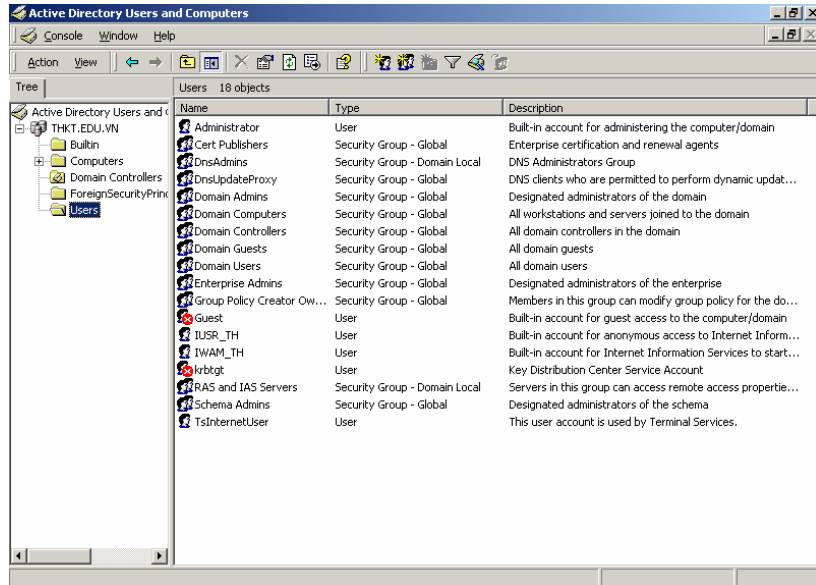 Active Directory Users and Computers
Console Window Help
Action View
Tree
Users 18 objects
Active Directory Users and
THKT.EDU.VN
Builtin
Computers
Domain Controllers
ForeignSecurityPrinc
Users
Name Type Description
Administrator User Built-in account for administering the computer/domain
Cert Publishers Security Group - Global Enterprise certification and renewal agents
DnsAdmins Security Group - Domain Local DNS Administrators Group
DnsUpdateProxy Security Group - Global DNS clients who are permitted to perform dynamic updat...
Domain Admins Security Group - Global Designated administrators of the domain
Domain Computers Security Group - Global All workstations and servers joined to the domain
Domain Controllers Security Group - Global All domain controllers in the domain
Domain Guests Security Group - Global All domain guests
Domain Users Security Group - Global All domain users
Enterprise Admins Security Group - Global Designated administrators of the enterprise
Group Policy Creator Ow... Security Group - Global Members in this group can modify group policy for the do...
Guest User Built-in account for guest access to the computer/domain
IUSR_TH User Built-in account for anonymous access to Internet Inform...
IWAM_TH User Built-in account for Internet Information Services to start...
krbtgt User Key Distribution Center Service Account
RAS and IAS Servers Security Group - Domain Local Servers in this group can access remote access propertie...
Schema Admins Security Group - Global Designated administrators of the schema
TsInternetUser User This user account is used by Terminal Services.